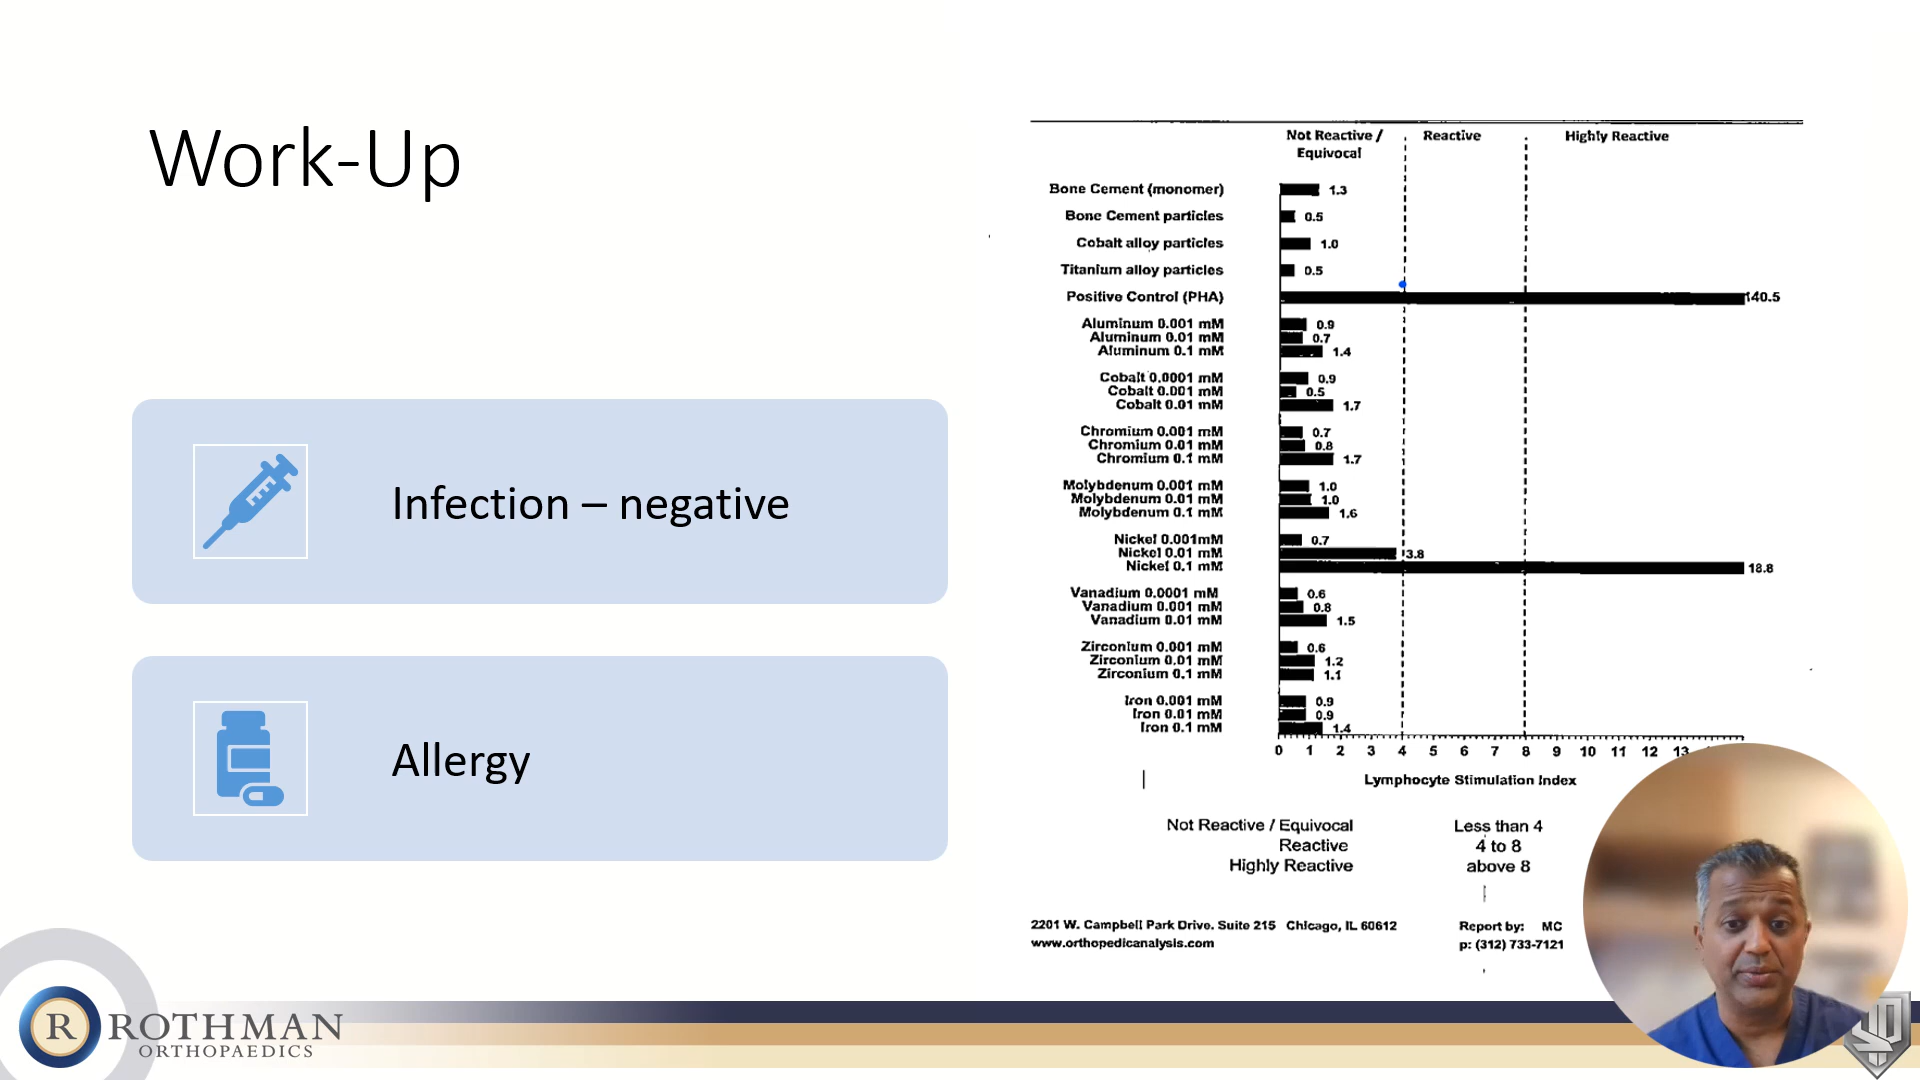 Work-Up
Infection – negative
Allergy
Not Reactive / Equivocal
Reactive
Highly Reactive
Bone Cement (monomer) 1.3
Bone Cement particles 0.5
Cobalt alloy particles 1.0
Titanium alloy particles 0.5
Positive Control (PHA) 140.5
Aluminum 0.001 mM 0.9
Aluminum 0.01 mM 0.7
Aluminum 0.1 mM 1.4
Cobalt 0.0001 mM 0.9
Cobalt 0.001 mM 0.5
Cobalt 0.01 mM 1.7
Chromium 0.001 mM 0.7
Chromium 0.01 mM 0.8
Chromium 0.1 mM 1.7
Molybdenum 0.001 mM 1.0
Molybdenum 0.01 mM 1.0
Molybdenum 0.1 mM 1.6
Nickel 0.001mM 0.7
Nickel 0.01 mM 3.8
Nickel 0.1 mM 18.8
Vanadium 0.0001 mM 0.6
Vanadium 0.001 mM 0.8
Vanadium 0.01 mM 1.5
Zirconium 0.001 mM 0.6
Zirconium 0.01 mM 1.2
Zirconium 0.1 mM 1.1
Iron 0.001 mM 0.9
Iron 0.01 mM 0.9
Iron 0.1 mM 1.4
0 1 2 3 4 5 6 7 8 9 10 11 12 13
Lymphocyte Stimulation Index
Not Reactive / Equivocal Less than 4
Reactive 4 to 8
Highly Reactive above 8
2201 W. Campbell Park Drive. Suite 215 Chicago, IL 60612 Report by: MC
www.orthopedicanalysis.com p: (312) 733-7121
R ROTHMAN
ORTHOPAEDICS